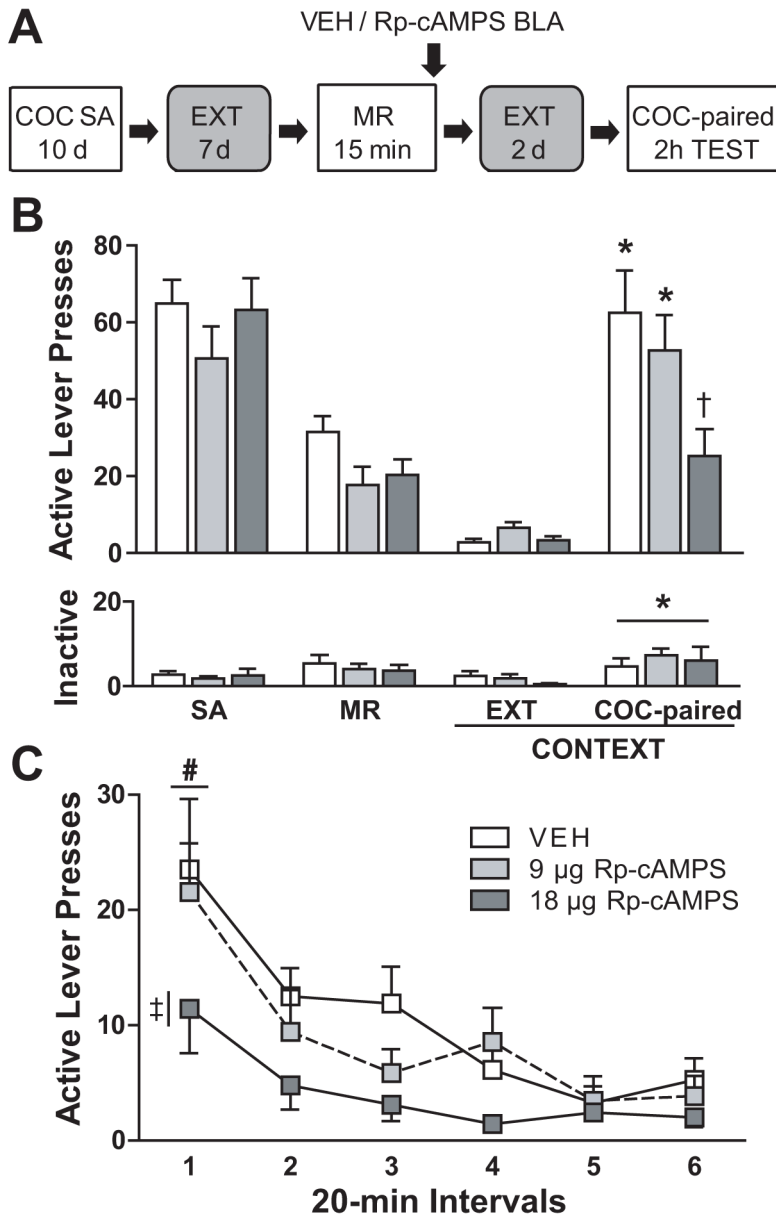 A
VEH / Rp-cAMPS BLA
COC SA
10 d
EXT
7 d
MR
15 min
EXT
2 d
COC-paired
2h TEST
B
Active Lever Presses
80
60
40
20
0
*
*
†
Inactive
20
0
*
SA
MR
EXT
COC-paired
CONTEXT
C
Active Lever Presses
30
20
10
0
#
‡
VEH
9 µg Rp-cAMPS
18 µg Rp-cAMPS
1 2 3 4 5 6
20-min Intervals